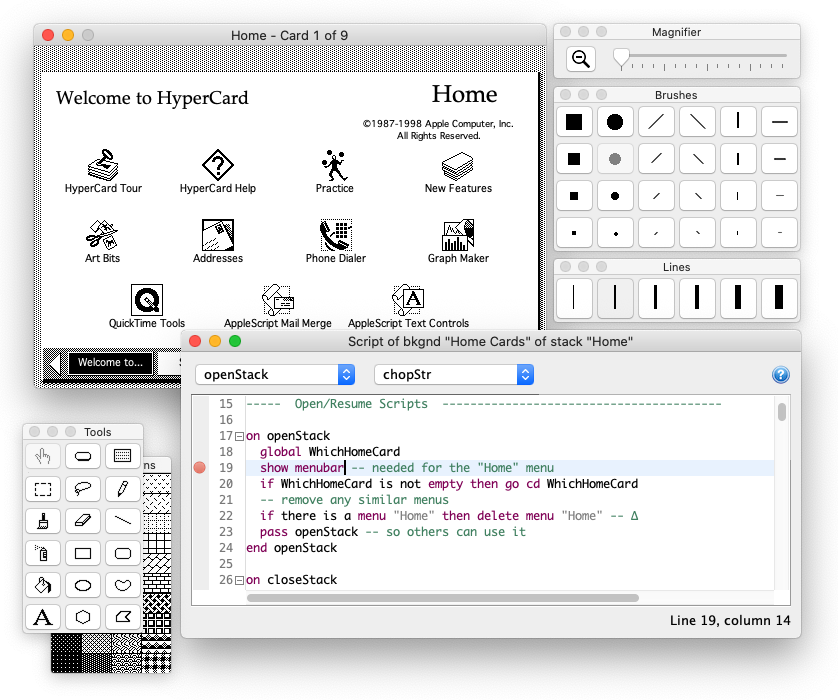 Home - Card 1 of 9
Welcome to HyperCard
Home
©1987-1998 Apple Computer, Inc.
All Rights Reserved.
HyperCard Tour
HyperCard Help
Practice
New Features
Art Bits
Addresses
Phone Dialer
Graph Maker
QuickTime Tools
AppleScript Mail Merge
AppleScript Text Controls
Welcome to...
Magnifier
Brushes
Lines
Script of bkgnd "Home Cards" of stack "Home"
openStack
chopStr
?
15 ----- Open/Resume Scripts ---------------------------------------
16
17 on openStack
18 global WhichHomeCard
19 show menubar -- needed for the "Home" menu
20 if WhichHomeCard is not empty then go cd WhichHomeCard
21 -- remove any similar menus
22 if there is a menu "Home" then delete menu "Home" -- ∆
23 pass openStack -- so others can use it
24 end openStack
25
26 on closeStack
Line 19, column 14
Tools
A
ns